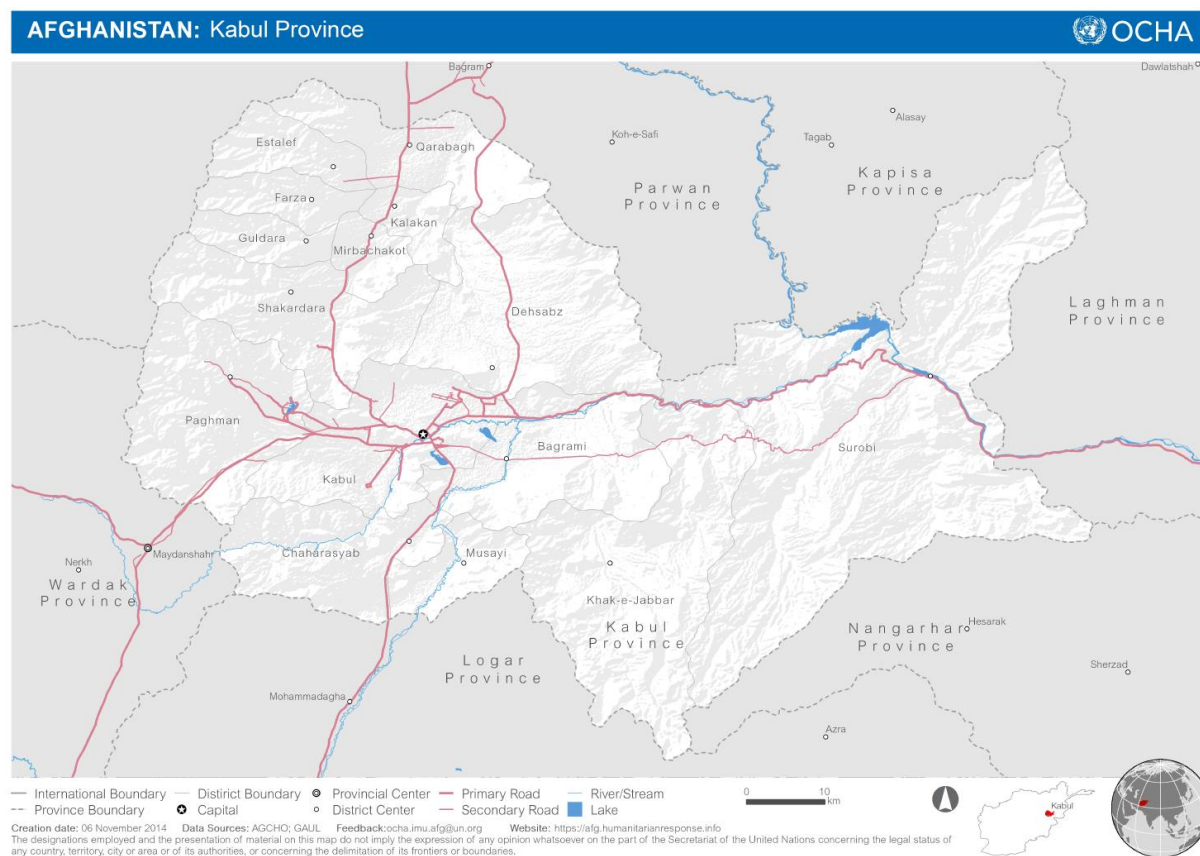 AFGHANISTAN: Kabul Province
OCHA
Bagram
Dawlatshah
Alasay
Koh-e-Safi
Tagab
Estalef
Qarabagh
Kapisa
Province
Parwan
Province
Farza
Kalakan
Guldara
Mirbachakot
Shakardara
Dehsabz
Laghman
Province
Paghman
Bagrami
Surobi
Kabul
Maydanshahr
Chaharasyab
Musayi
Nerkh
Wardak
Province
Khak-e-Jabbar
Kabul
Province
Nangarhar
Province
Hesarak
Logar
Province
Sherzad
Mohammadagha
Azra
International Boundary
Distirict Boundary
Provincial Center
Primary Road
River/Stream
Province Boundary
Capital
District Center
Secondary Road
Lake
0 10
km
Kabul
Creation date: 06 November 2014 Data Sources: AGCHO; GAUL Feedback:ocha.imu.afg@un.org Website: https://afg.humanitarianresponse.info
The designations employed and the presentation of material on this map do not imply the expression of any opinion whatsoever on the part of the Secretariat of the United Nations concerning the legal status of
any country, territory, city or area or of its authorities, or concerning the delimitation of its frontiers or boundaries.